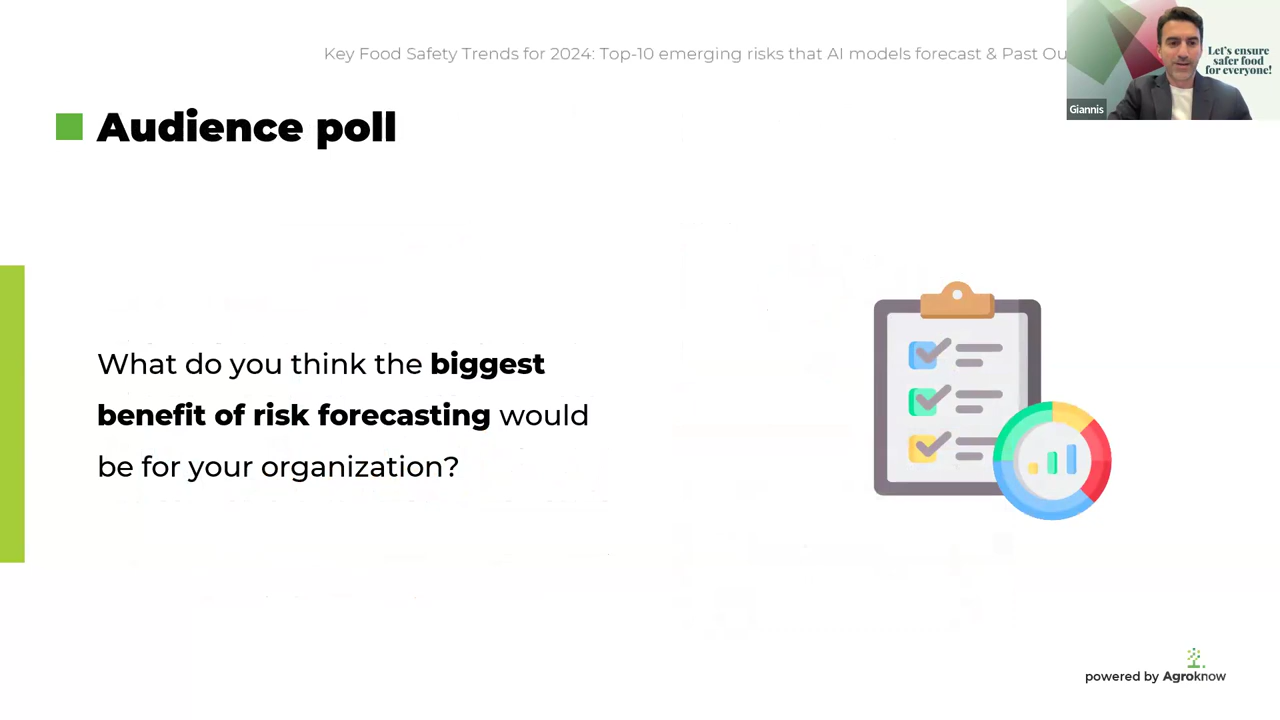 Key Food Safety Trends for 2024: Top-10 emerging risks that AI models forecast & Past Ou
Let's ensure
safer food
for everyone!
Giannis
Audience poll
What do you think the biggest
benefit of risk forecasting would
be for your organization?
powered by Agroknow